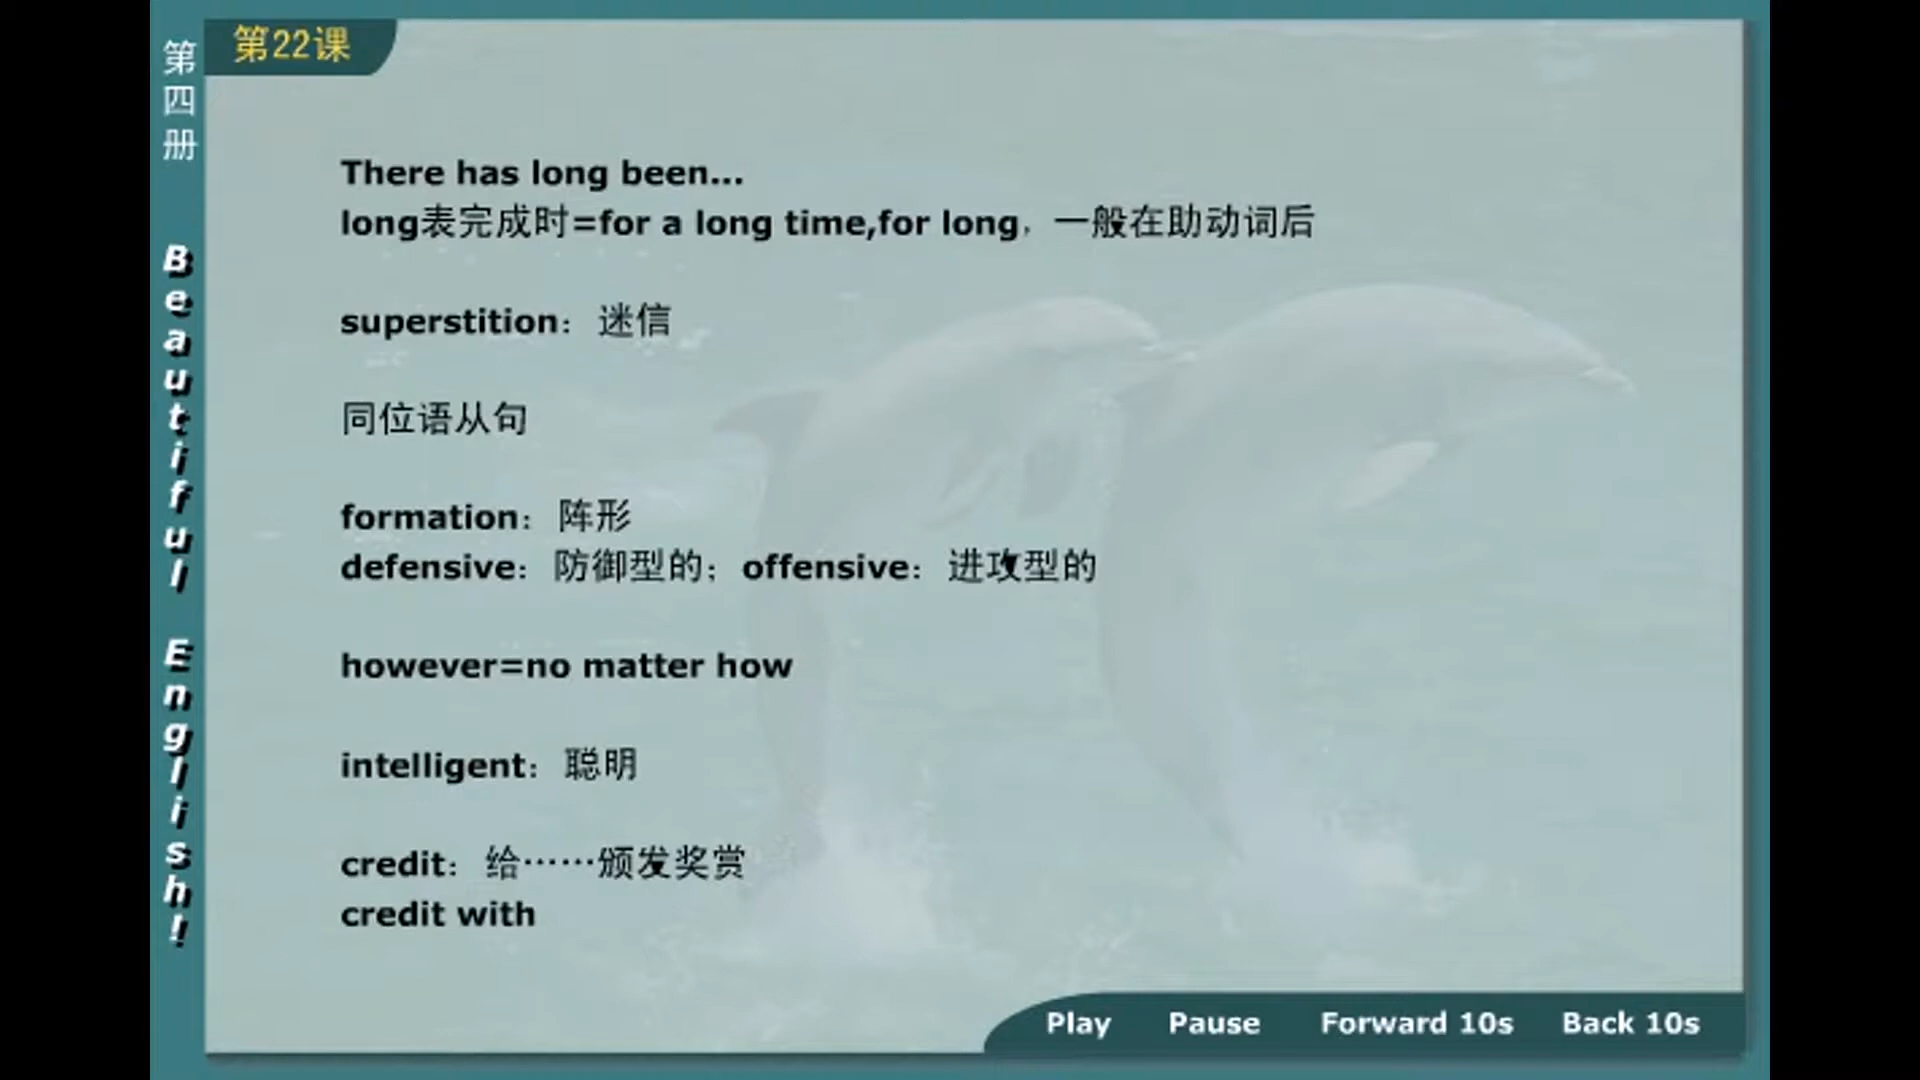 第四册
Beautiful English!
第22课
There has long been...
long表完成时=for a long time,for long，一般在助动词后
superstition：迷信
同位语从句
formation：阵形
defensive：防御型的；offensive：进攻型的
however=no matter how
intelligent：聪明
credit：给……颁发奖赏
credit with
Play Pause Forward 10s Back 10s